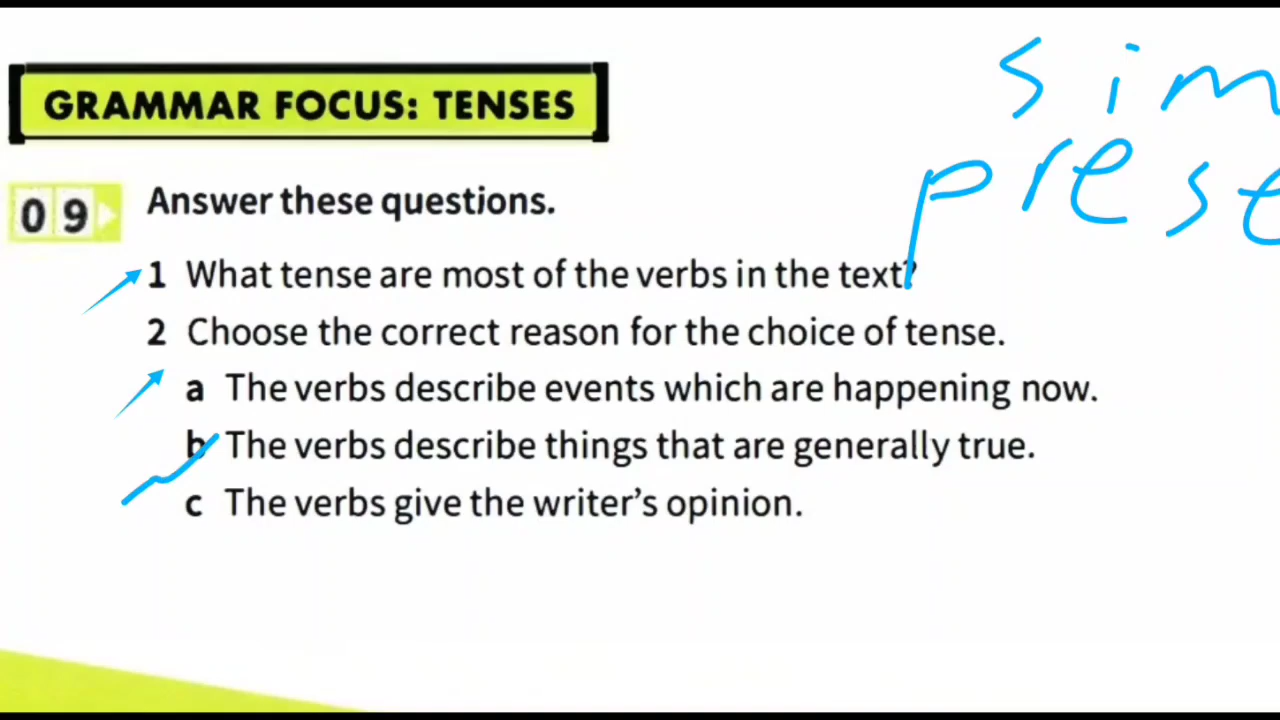 GRAMMAR FOCUS: TENSES
09 Answer these questions.
1 What tense are most of the verbs in the text?
2 Choose the correct reason for the choice of tense.
a The verbs describe events which are happening now.
b The verbs describe things that are generally true.
c The verbs give the writer's opinion.
sim
prese